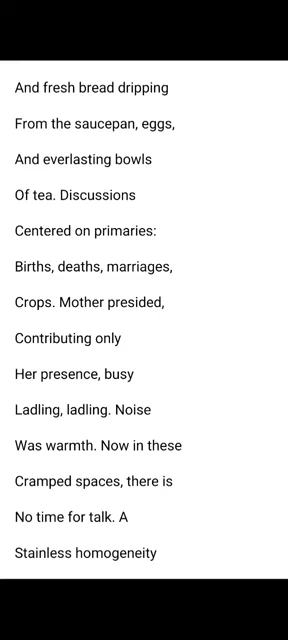 And fresh bread dripping
From the saucepan, eggs,
And everlasting bowls
Of tea. Discussions
Centered on primaries:
Births, deaths, marriages,
Crops. Mother presided,
Contributing only
Her presence, busy
Ladling, ladling. Noise
Was warmth. Now in these
Cramped spaces, there is
No time for talk. A
Stainless homogeneity